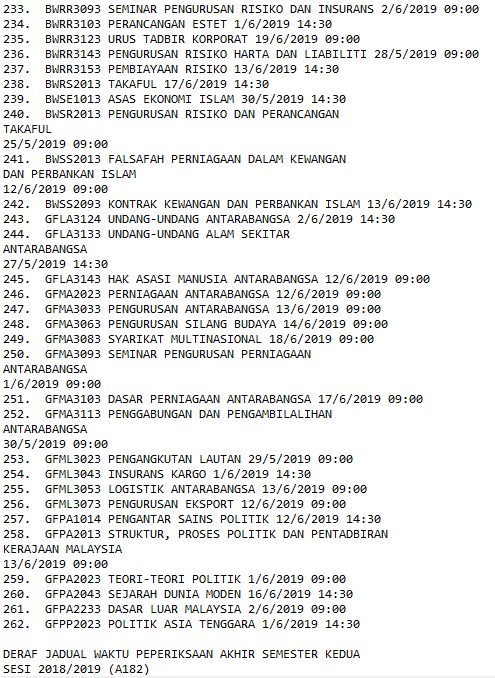 233. BWRR3093 SEMINAR PENGURUSAN RISIKO DAN INSURANS 2/6/2019 09:00
234. BWRR3103 PERANCANGAN ESTET 1/6/2019 14:30
235. BWRR3123 URUS TADBIR KORPORAT 19/6/2019 09:00
236. BWRR3143 PENGURUSAN RISIKO HARTA DAN LIABILITI 28/5/2019 09:00
237. BWRR3153 PEMBIAYAAN RISIKO 13/6/2019 14:30
238. BWRS2013 TAKAFUL 17/6/2019 14:30
239. BWSE1013 ASAS EKONOMI ISLAM 30/5/2019 14:30
240. BWSR2013 PENGURUSAN RISIKO DAN PERANCANGAN
TAKAFUL
25/5/2019 09:00
241. BWSS2013 FALSAFAH PERNIAGAAN DALAM KEWANGAN
DAN PERBANKAN ISLAM
12/6/2019 09:00
242. BWSS2093 KONTRAK KEWANGAN DAN PERBANKAN ISLAM 13/6/2019 14:30
243. GFLA3124 UNDANG-UNDANG ANTARABANGSA 2/6/2019 14:30
244. GFLA3133 UNDANG-UNDANG ALAM SEKITAR
ANTARABANGSA
27/5/2019 14:30
245. GFLA3143 HAK ASASI MANUSIA ANTARABANGSA 12/6/2019 09:00
246. GFMA2023 PERNIAGAAN ANTARABANGSA 12/6/2019 09:00
247. GFMA3033 PENGURUSAN ANTARABANGSA 13/6/2019 09:00
248. GFMA3063 PENGURUSAN SILANG BUDAYA 14/6/2019 09:00
249. GFMA3083 SYARIKAT MULTINASIONAL 18/6/2019 09:00
250. GFMA3093 SEMINAR PENGURUSAN PERNIAGAAN
ANTARABANGSA
1/6/2019 09:00
251. GFMA3103 DASAR PERNIAGAAN ANTARABANGSA 17/6/2019 09:00
252. GFMA3113 PENGGABUNGAN DAN PENGAMBILALIHAN
ANTARABANGSA
30/5/2019 09:00
253. GFML3023 PENGANGKUTAN LAUTAN 29/5/2019 09:00
254. GFML3043 INSURANS KARGO 1/6/2019 14:30
255. GFML3053 LOGISTIK ANTARABANGSA 13/6/2019 09:00
256. GFML3073 PENGURUSAN EKSPORT 12/6/2019 09:00
257. GFPA1014 PENGANTAR SAINS POLITIK 12/6/2019 14:30
258. GFPA2013 STRUKTUR, PROSES POLITIK DAN PENTADBIRAN
KERAJAAN MALAYSIA
13/6/2019 09:00
259. GFPA2023 TEORI-TEORI POLITIK 1/6/2019 09:00
260. GFPA2043 SEJARAH DUNIA MODEN 16/6/2019 14:30
261. GFPA2233 DASAR LUAR MALAYSIA 2/6/2019 09:00
262. GFPP2023 POLITIK ASIA TENGGARA 1/6/2019 14:30
DERAF JADUAL WAKTU PEPERIKSAAN AKHIR SEMESTER KEDUA
SESI 2018/2019 (A182)